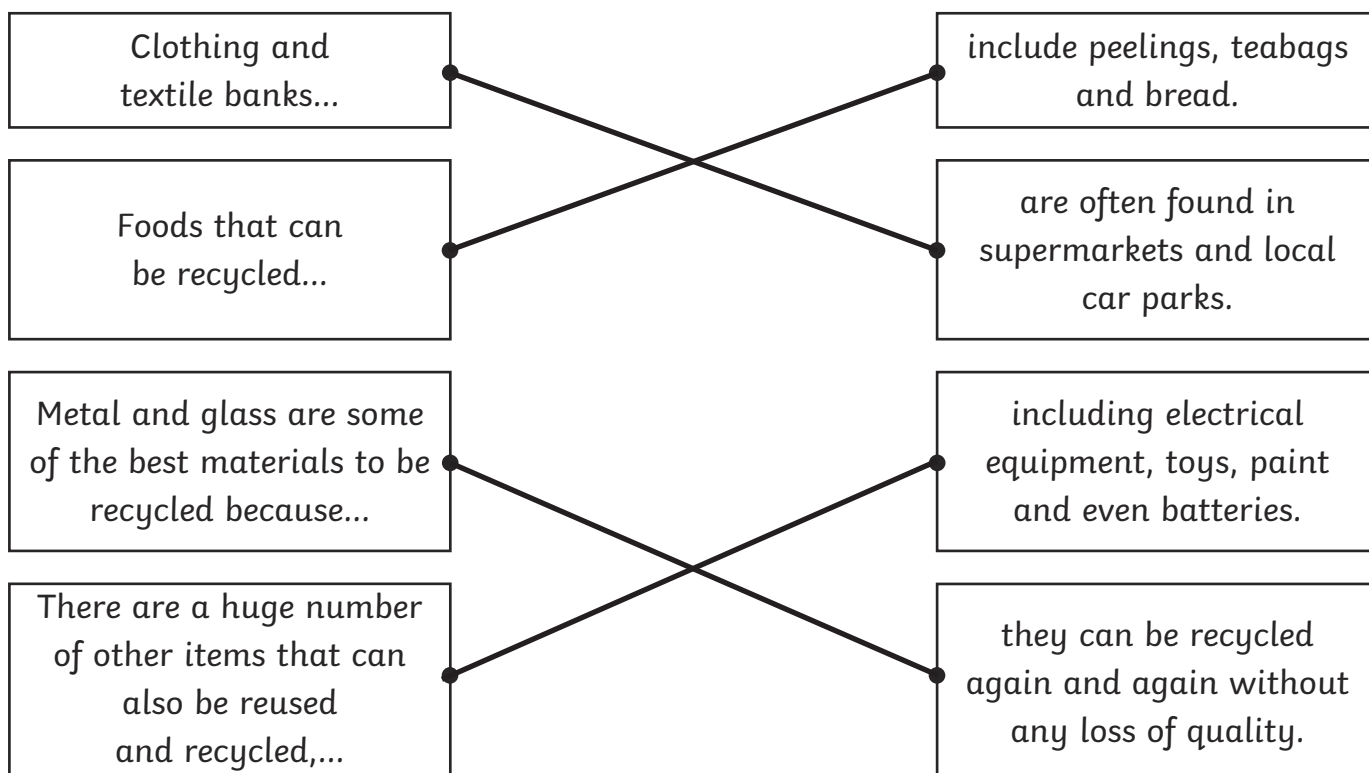 Clothing and
textile banks...
include peelings, teabags
and bread.
Foods that can
be recycled...
are often found in
supermarkets and local
car parks.
Metal and glass are some
of the best materials to be
recycled because...
including electrical
equipment, toys, paint
and even batteries.
There are a huge number
of other items that can
also be reused
and recycled,...
they can be recycled
again and again without
any loss of quality.